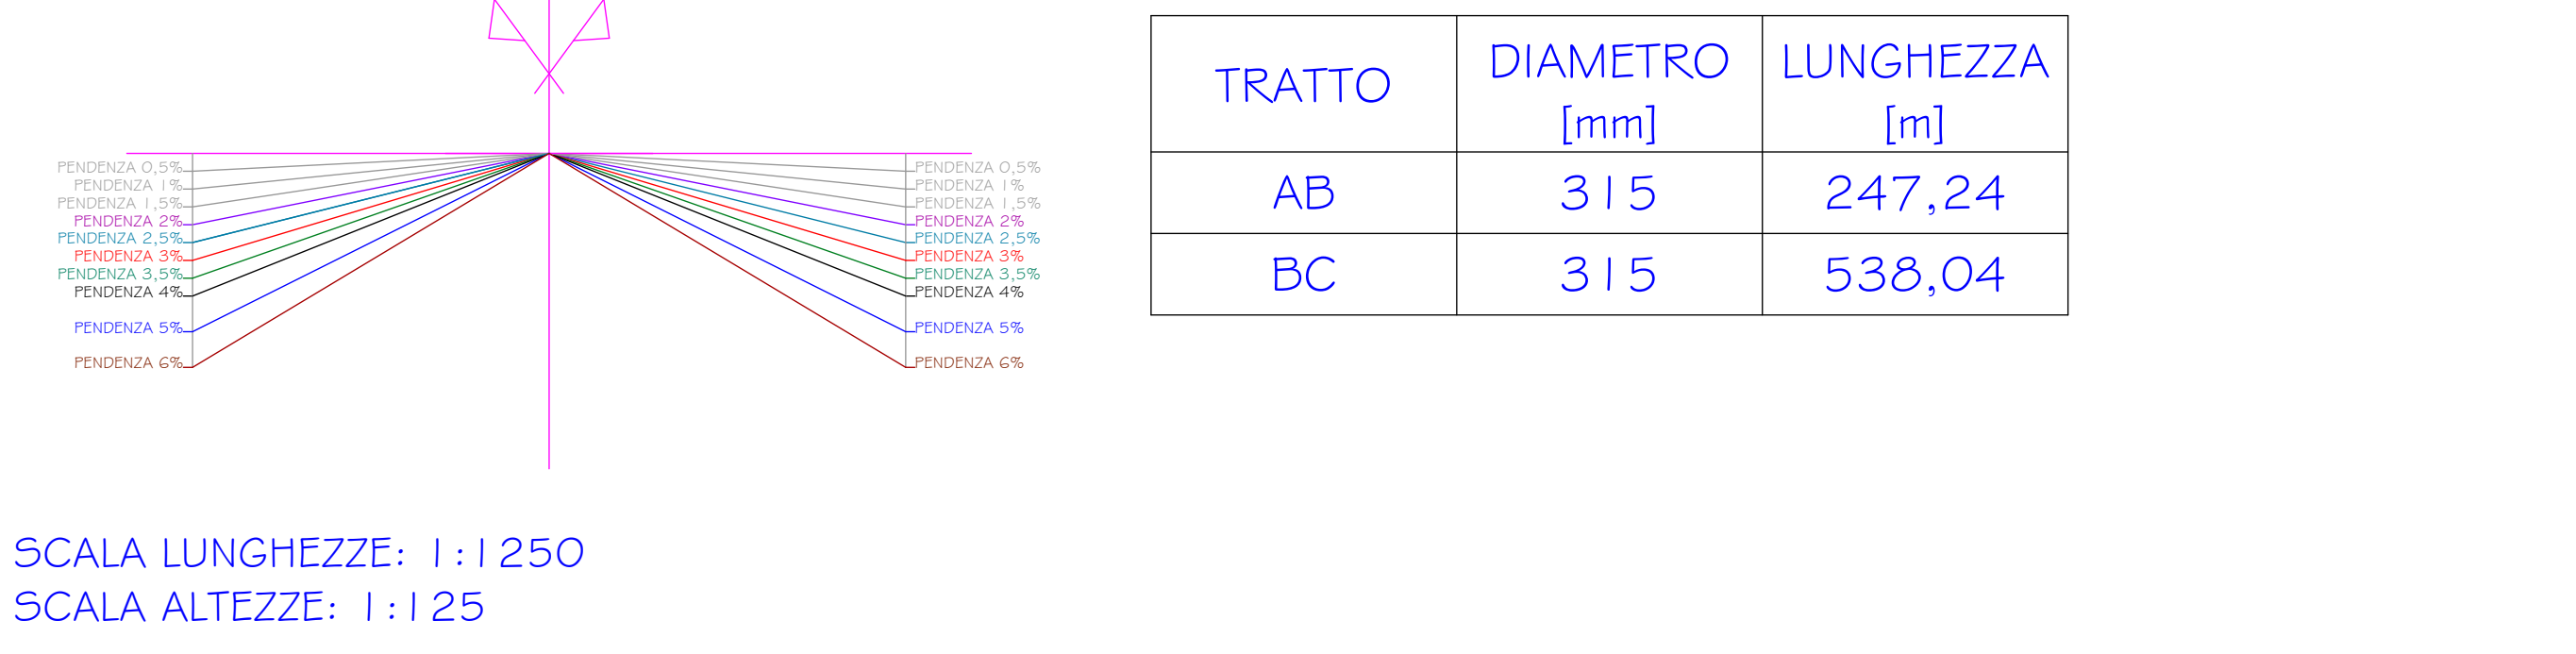 PENDENZA 0,5%
PENDENZA 1%
PENDENZA 1,5%
PENDENZA 2%
PENDENZA 2,5%
PENDENZA 3%
PENDENZA 3,5%
PENDENZA 4%
PENDENZA 5%
PENDENZA 6%
PENDENZA 0,5%
PENDENZA 1%
PENDENZA 1,5%
PENDENZA 2%
PENDENZA 2,5%
PENDENZA 3%
PENDENZA 3,5%
PENDENZA 4%
PENDENZA 5%
PENDENZA 6%
SCALA LUNGHEZZE: 1:1250
SCALA ALTEZZE: 1:125
TRATTO
DIAMETRO
[mm]
LUNGHEZZA
[m]
AB 315 247,24
BC 315 538,04